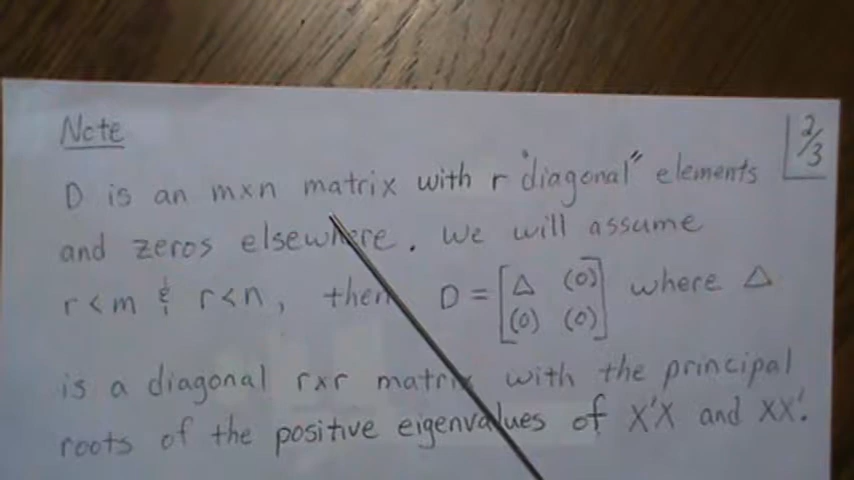 Note
2/3
D is an m×n matrix with r "diagonal" elements
and zeros elsewhere. We will assume
r < m & r < n, then D = [Δ (0)
(0) (0)] where Δ
is a diagonal r×r matrix with the principal
roots of the positive eigenvalues of X'X and XX'.